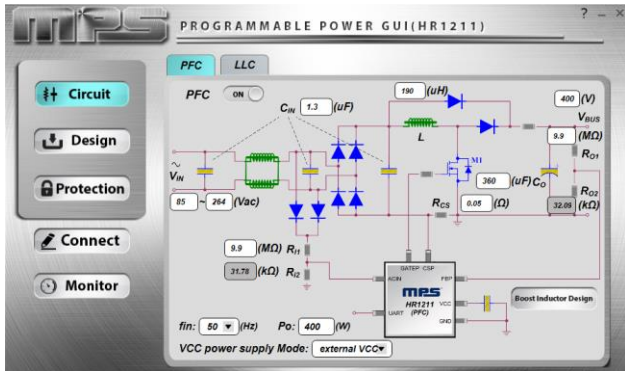 MPS PROGRAMMABLE POWER GUI(HR1211) ? – ×
PFC LLC
Circuit
Design
Protection
Connect
Monitor
PFC ON
CIN 1.3 (uF)
190 (uH)
L
400 (V)
VBUS
9.9 (MΩ)
RO1
M1
360 (uF) CO
RO2
32.09 (kΩ)
~
VIN
85 ~ 264 (Vac)
RCS 0.05 (Ω)
9.9 (MΩ) RI1
31.78 (kΩ) RI2
GATEP CSP
ACIN FBP
MPS
HR1211
(PFC)
VCC
UART
GND
Boost Inductor Design
fin: 50 (Hz) Po: 400 (W)
VCC power supply Mode: external VCC